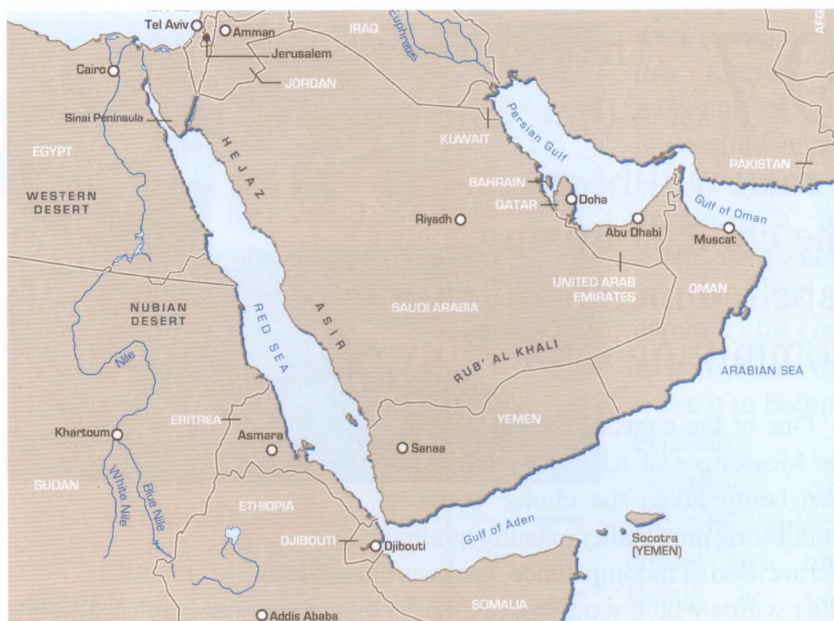 Tel Aviv
Amman
IRAQ
Euphrates
AFG
Jerusalem
Cairo
JORDAN
Sinai Peninsula
Persian Gulf
KUWAIT
EGYPT
HEJAZ
PAKISTAN
BAHRAIN
WESTERN
DESERT
QATAR
Doha
Gulf of Oman
Riyadh
Abu Dhabi
Muscat
UNITED ARAB
EMIRATES
OMAN
NUBIAN
DESERT
RED SEA
ASIR
SAUDI ARABIA
RUB' AL KHALI
Nile
ARABIAN SEA
ERITREA
YEMEN
Khartoum
Asmara
Sanaa
SUDAN
White Nile
Blue Nile
ETHIOPIA
Gulf of Aden
DJIBOUTI
Djibouti
Socotra
(YEMEN)
SOMALIA
Addis Ababa